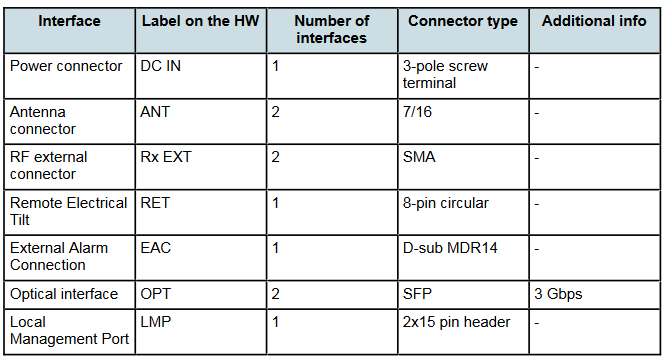 Interface Label on the HW Number of interfaces Connector type Additional info
Power connector DC IN 1 3-pole screw terminal -
Antenna connector ANT 2 7/16 -
RF external connector Rx EXT 2 SMA -
Remote Electrical Tilt RET 1 8-pin circular -
External Alarm Connection EAC 1 D-sub MDR14 -
Optical interface OPT 2 SFP 3 Gbps
Local Management Port LMP 1 2x15 pin header -